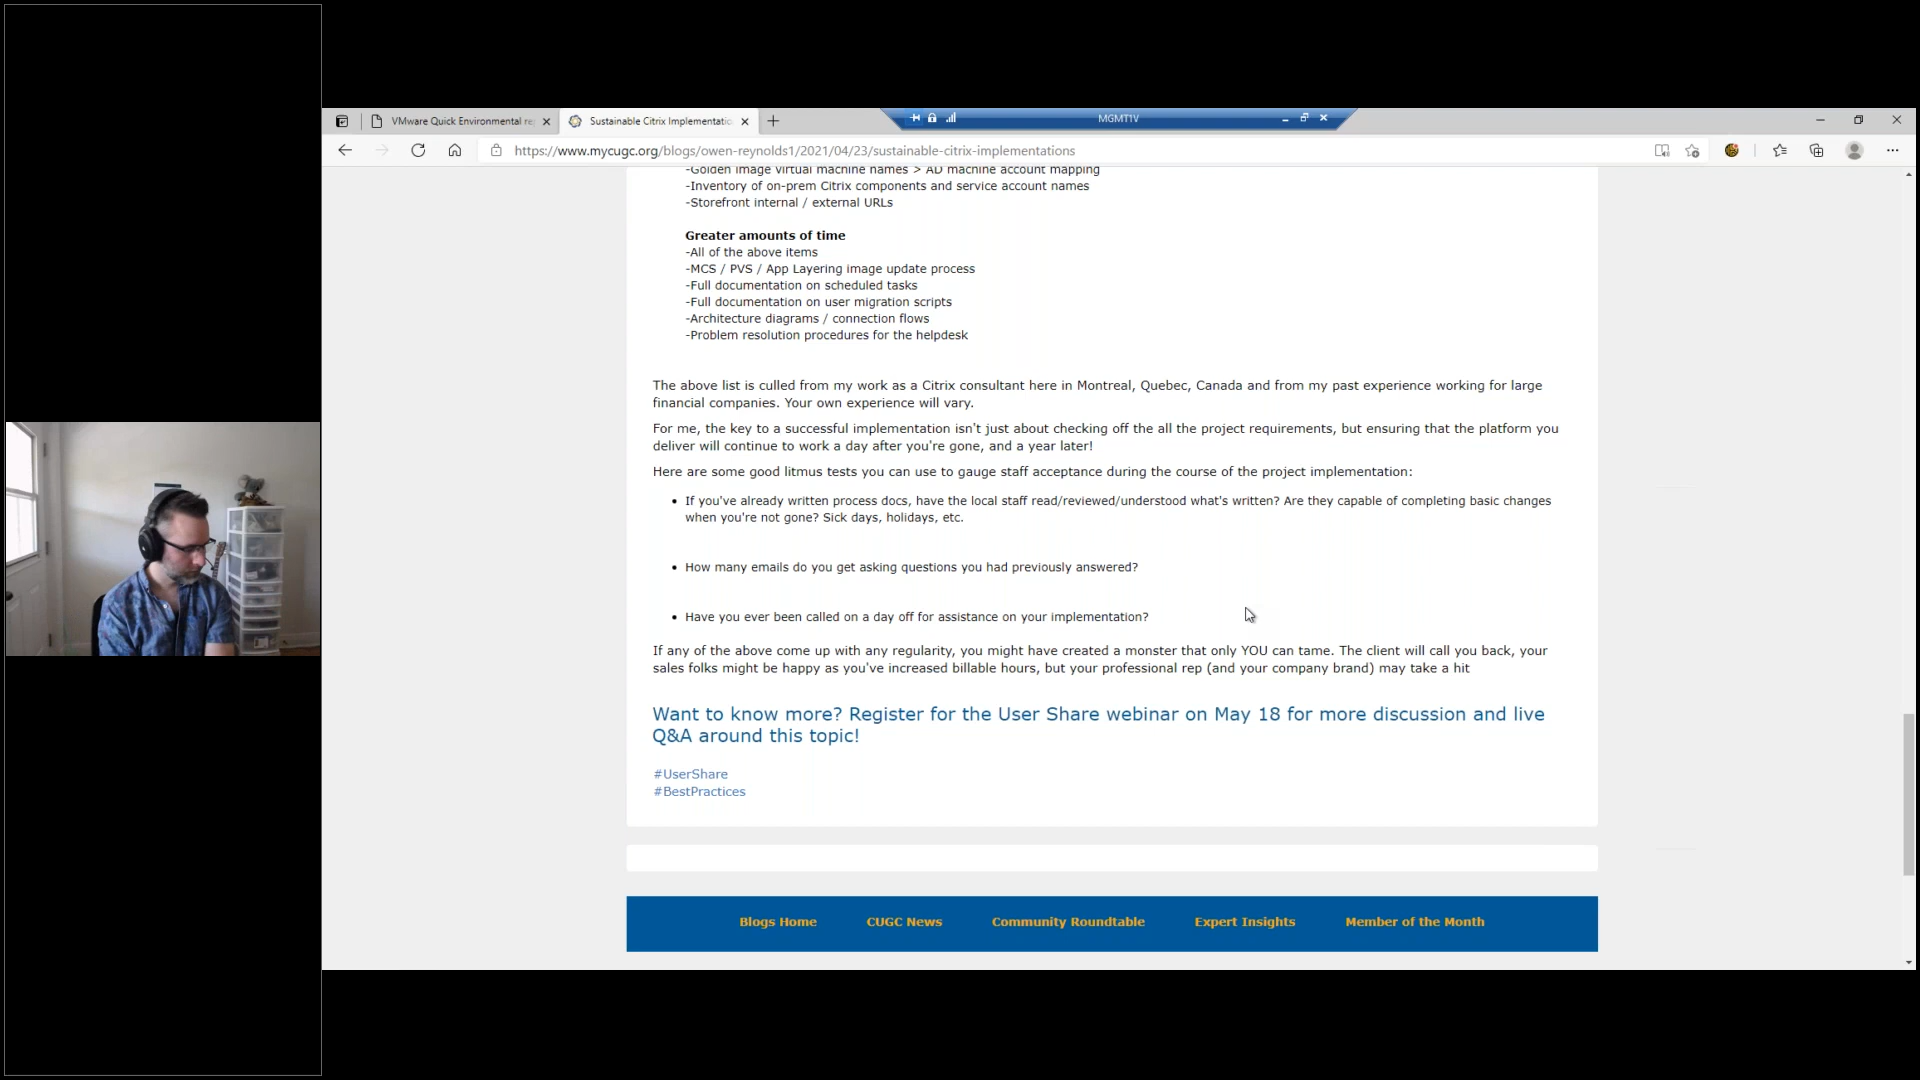 VMware Quick Environmental re
Sustainable Citrix Implementatio
MGMT1V
https://www.mycugc.org/blogs/owen-reynolds1/2021/04/23/sustainable-citrix-implementations
-Golden image virtual machine names > AD machine account mapping
-Inventory of on-prem Citrix components and service account names
-Storefront internal / external URLs
Greater amounts of time
-All of the above items
-MCS / PVS / App Layering image update process
-Full documentation on scheduled tasks
-Full documentation on user migration scripts
-Architecture diagrams / connection flows
-Problem resolution procedures for the helpdesk
The above list is culled from my work as a Citrix consultant here in Montreal, Quebec, Canada and from my past experience working for large
financial companies. Your own experience will vary.
For me, the key to a successful implementation isn't just about checking off the all the project requirements, but ensuring that the platform you
deliver will continue to work a day after you're gone, and a year later!
Here are some good litmus tests you can use to gauge staff acceptance during the course of the project implementation:
• If you've already written process docs, have the local staff read/reviewed/understood what's written? Are they capable of completing basic changes
when you're not gone? Sick days, holidays, etc.
• How many emails do you get asking questions you had previously answered?
• Have you ever been called on a day off for assistance on your implementation?
If any of the above come up with any regularity, you might have created a monster that only YOU can tame. The client will call you back, your
sales folks might be happy as you've increased billable hours, but your professional rep (and your company brand) may take a hit
Want to know more? Register for the User Share webinar on May 18 for more discussion and live
Q&A around this topic!
#UserShare
#BestPractices
Blogs Home CUGC News Community Roundtable Expert Insights Member of the Month